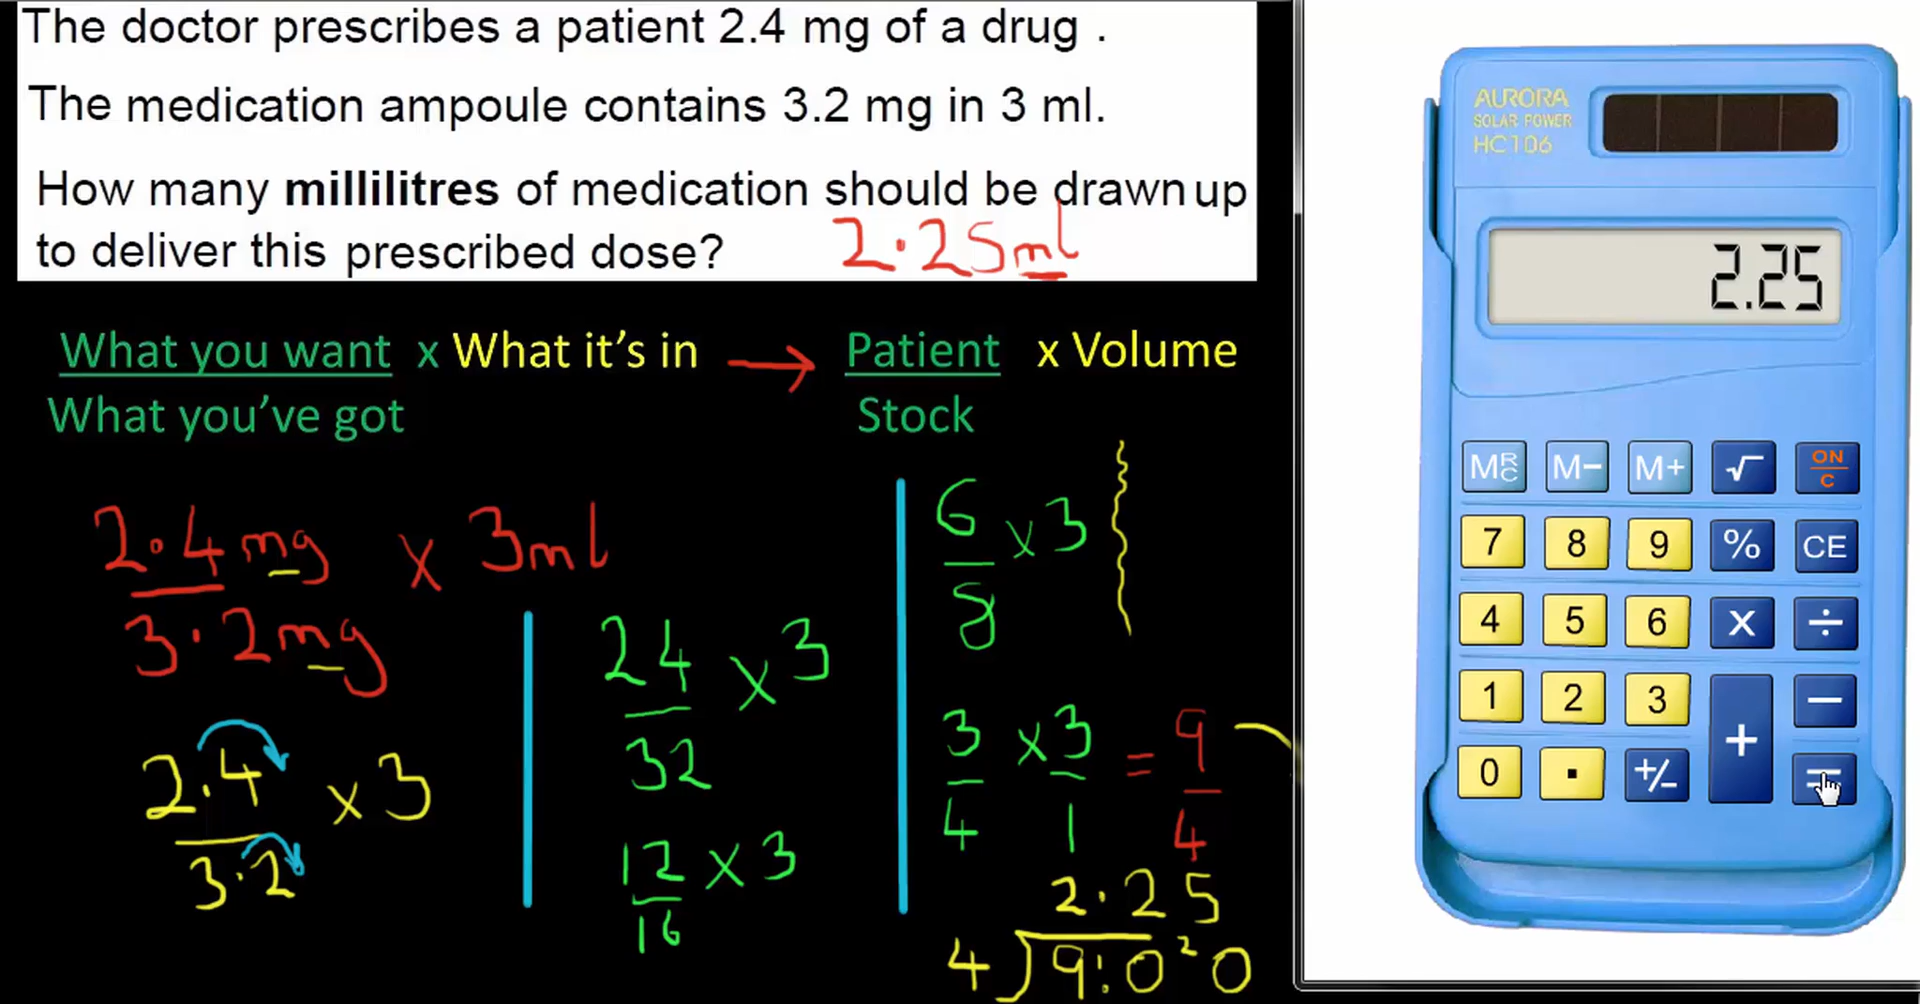 The doctor prescribes a patient 2.4 mg of a drug .
The medication ampoule contains 3.2 mg in 3 ml.
How many millilitres of medication should be drawn up
to deliver this prescribed dose? 2.25ml
What you want x What it's in → Patient x Volume
What you've got Stock
2.4mg x 3ml
3.2mg
2.4 x 3
3.2
24 x 3
32
12 x 3
16
6 x 3
8
3 x 3 = 9
4 1 4
2.25
4 9.0 2 0
AURORA
SOLAR POWER
HC106
2.25
MRC M− M+ √ ON/C
7 8 9 % CE
4 5 6 X ÷
1 2 3 + −
0 . +/− =